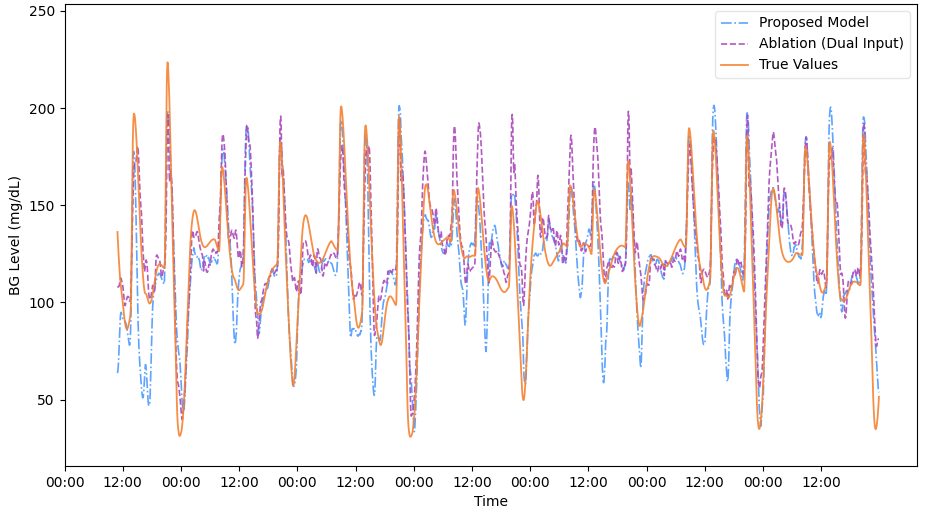 Proposed Model
Ablation (Dual Input)
True Values
250
200
150
100
50
BG Level (mg/dL)
00:00 12:00 00:00 12:00 00:00 12:00 00:00 12:00 00:00 12:00 00:00 12:00 00:00 12:00
Time